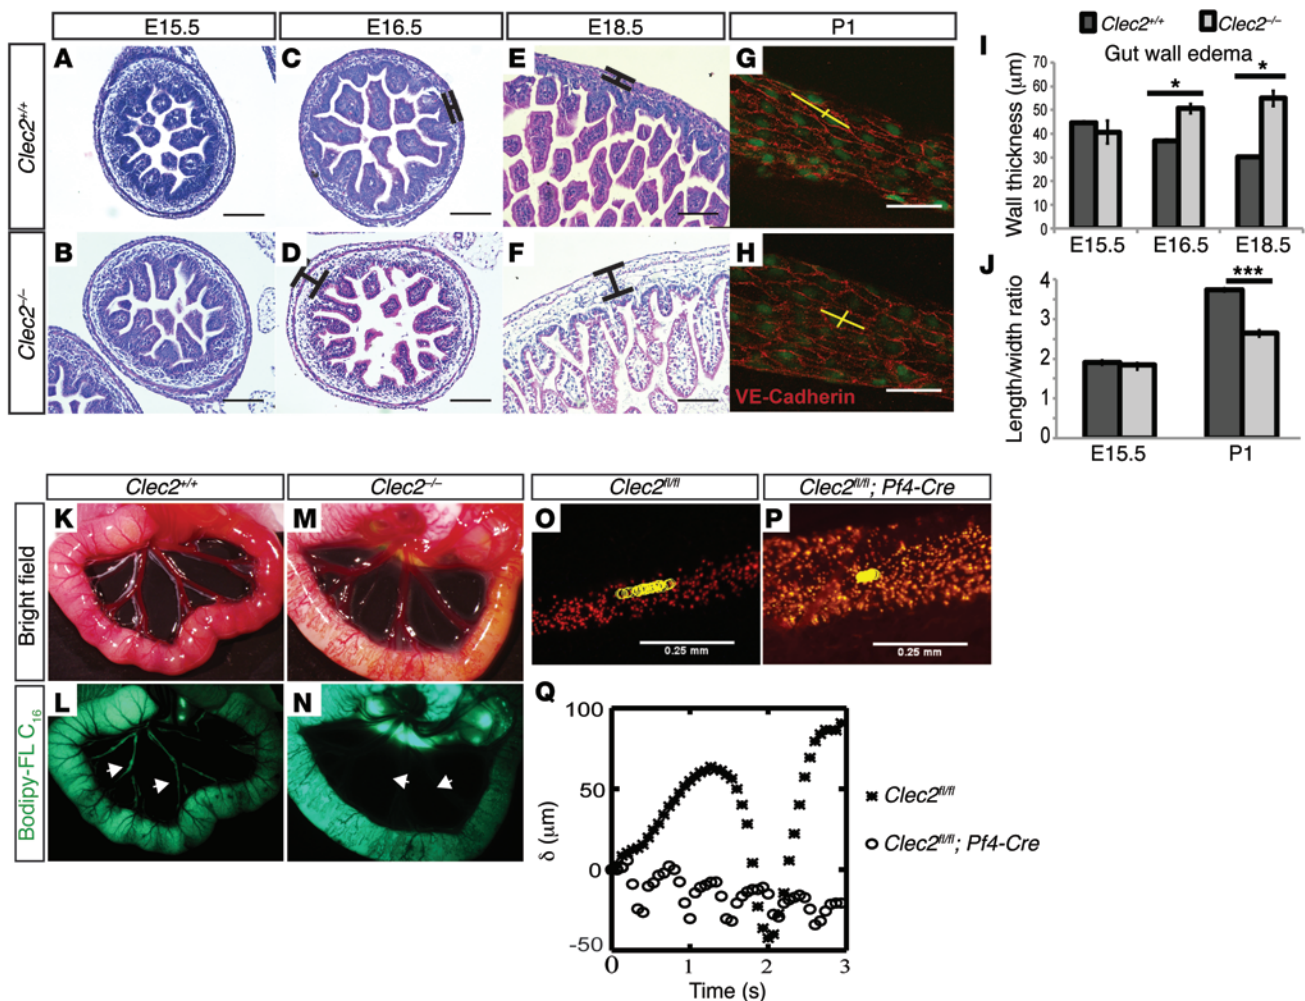 E15.5
E16.5
E18.5
P1
Clec2+/+
Clec2–/–
A
C
E
G
B
D
F
H
VE-Cadherin
Clec2+/+
Clec2–/–
I
Gut wall edema
Wall thickness (μm)
70
60
50
40
30
20
10
0
*
*
E15.5
E16.5
E18.5
J
Length/width ratio
4
3
2
1
0
***
E15.5
P1
Clec2+/+
Clec2–/–
Clec2fl/fl
Clec2fl/fl; Pf4-Cre
Bright field
Bodipy-FL C16
K
M
O
0.25 mm
P
0.25 mm
L
N
Q
δ (μm)
100
50
0
-50
0
1
2
3
Time (s)
Clec2fl/fl
Clec2fl/fl; Pf4-Cre